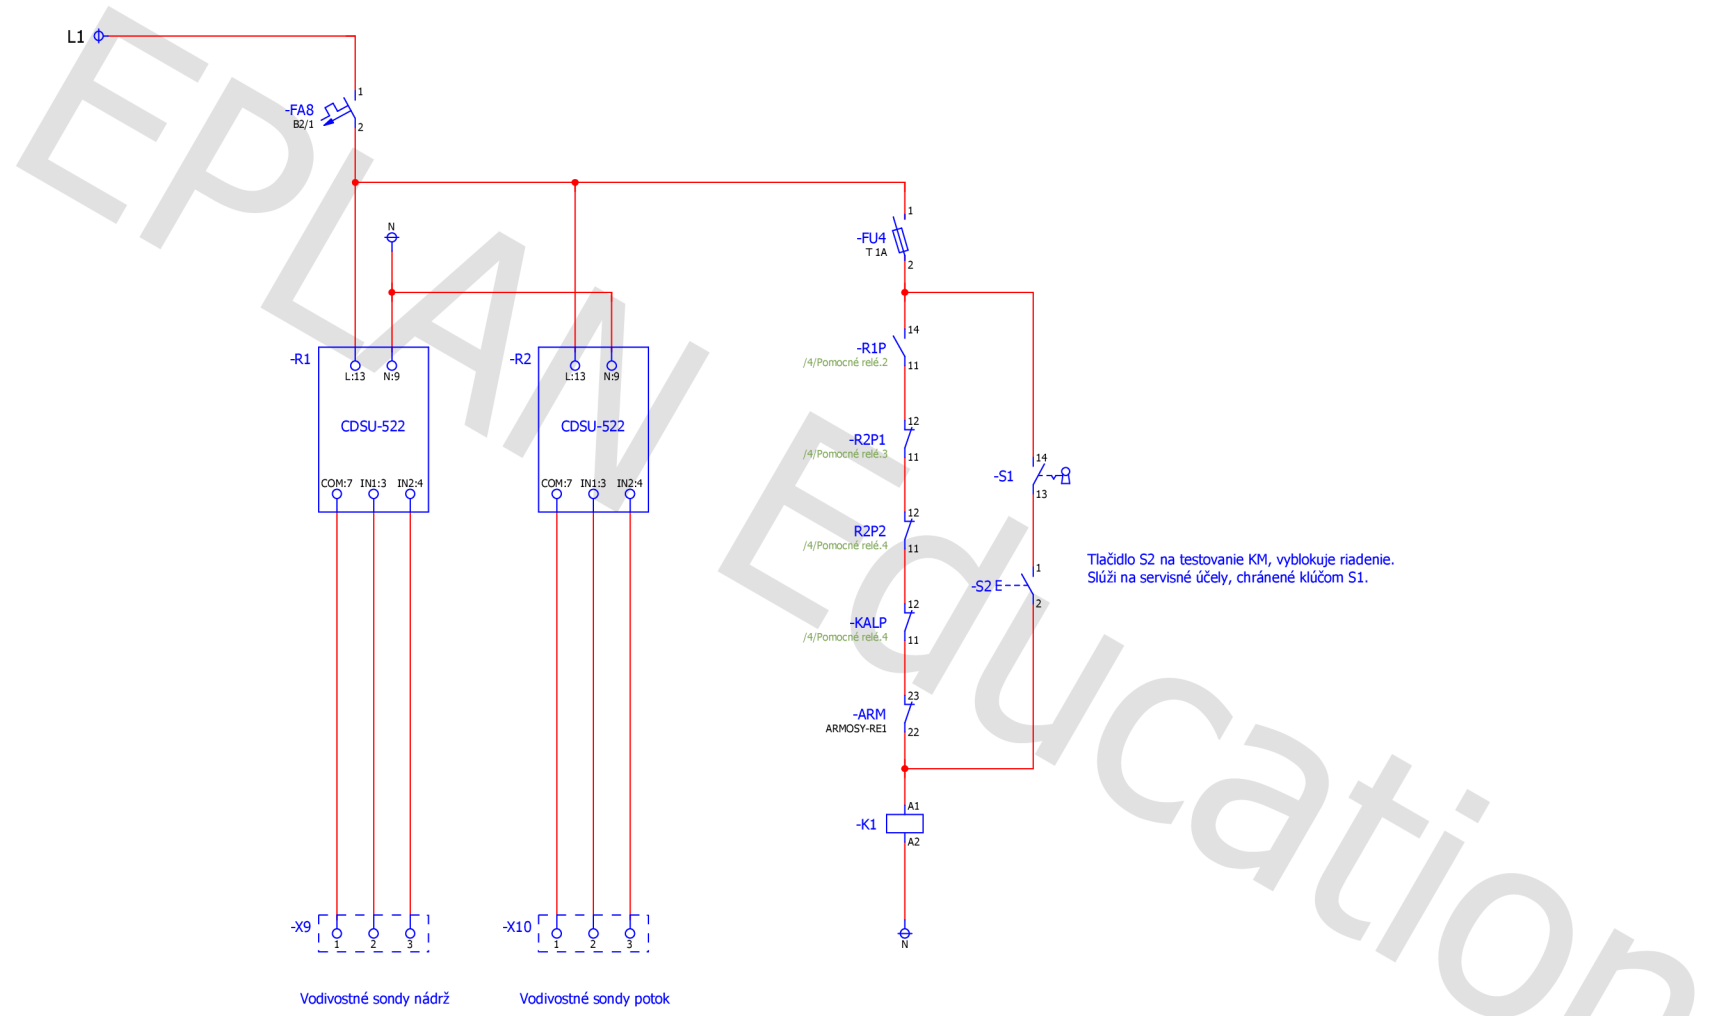 L1
1
-FA8
B2/1
2
N
1
-FU4
T 1A
2
-R1
L:13 N:9
CDSU-522
COM:7 IN1:3 IN2:4
-R2
L:13 N:9
CDSU-522
COM:7 IN1:3 IN2:4
14
-R1P
/4/Pomocné relé.2
11
12
-R2P1
/4/Pomocné relé.3
11
14
-S1
13
12
R2P2
/4/Pomocné relé.4
11
1
-S2 E
2
Tlačidlo S2 na testovanie KM, vyblokuje riadenie.
Slúži na servisné účely, chránené klúčom S1.
12
-KALP
/4/Pomocné relé.4
11
23
-ARM
ARMOSY-RE1
22
A1
-K1
A2
N
-X9
1 2 3
-X10
1 2 3
Vodivostné sondy nádrž
Vodivostné sondy potok
EPLAN Education